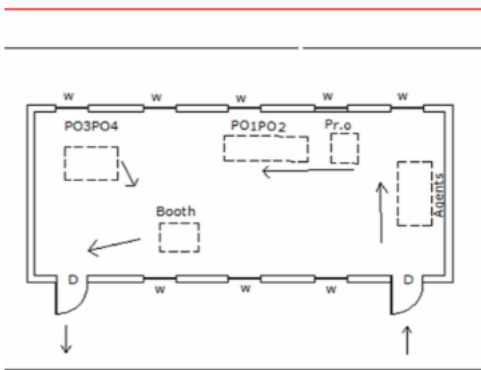 W W W W W
PO3PO4 PO1PO2 Pr.o
Agents
Booth
D D
W W W